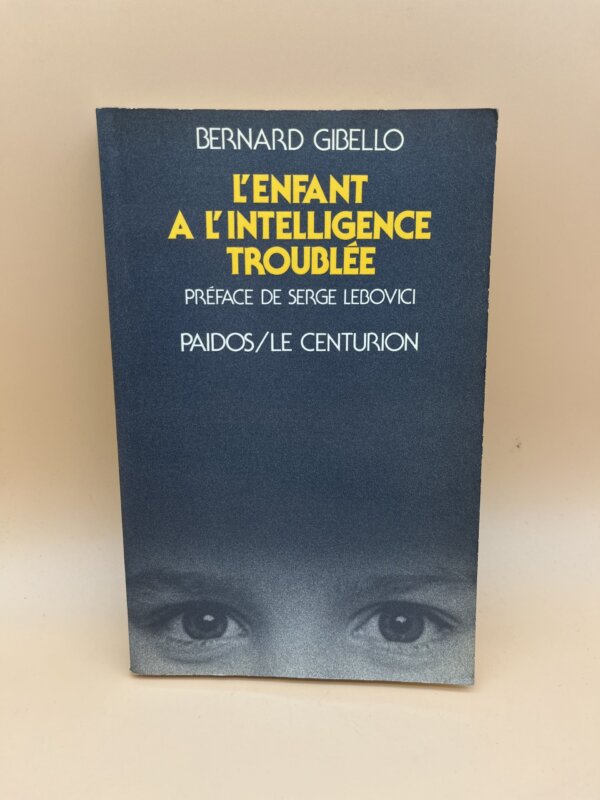 BERNARD GIBELLO
L'ENFANT
A L'INTELLIGENCE
TROUBLÉE
PRÉFACE DE SERGE LEBOVICI
PAIDOS/LE CENTURION